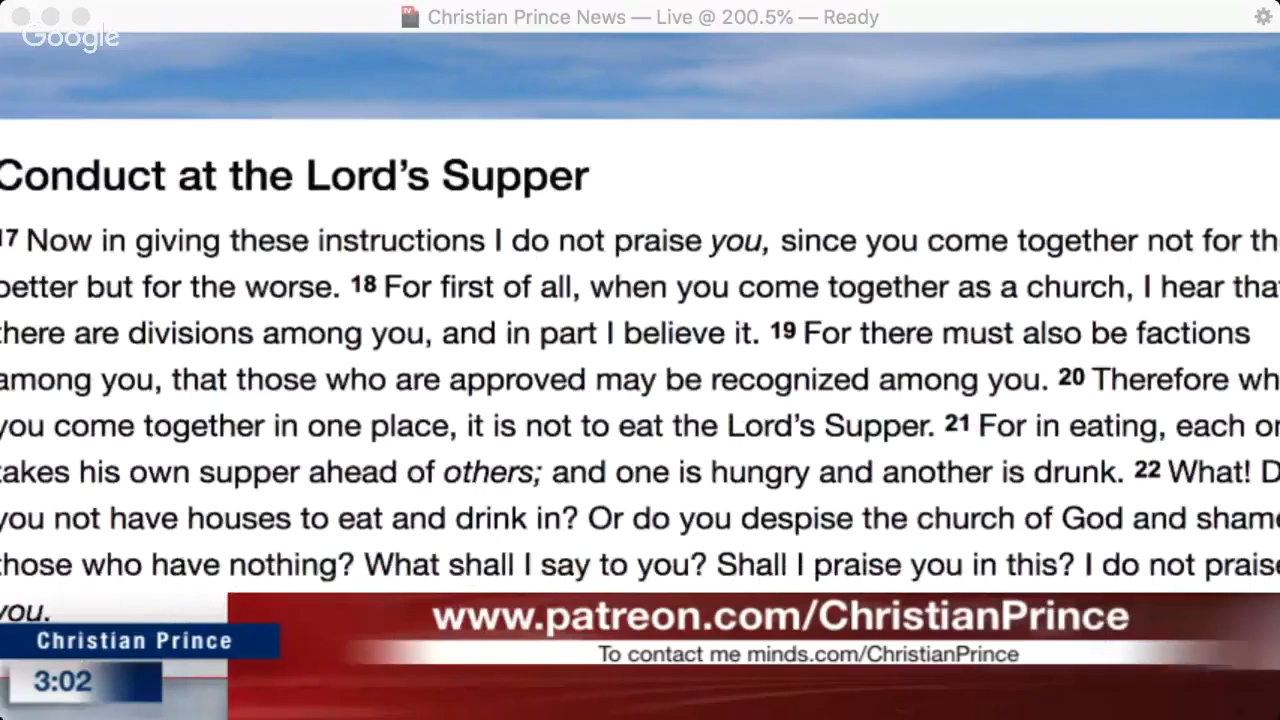 Christian Prince News — Live @ 200.5% — Ready
Google
Conduct at the Lord's Supper
17 Now in giving these instructions I do not praise you, since you come together not for th
better but for the worse. 18 For first of all, when you come together as a church, I hear that
there are divisions among you, and in part I believe it. 19 For there must also be factions
among you, that those who are approved may be recognized among you. 20 Therefore wh
you come together in one place, it is not to eat the Lord's Supper. 21 For in eating, each on
takes his own supper ahead of others; and one is hungry and another is drunk. 22 What! D
you not have houses to eat and drink in? Or do you despise the church of God and shame
those who have nothing? What shall I say to you? Shall I praise you in this? I do not praise
you.
www.patreon.com/ChristianPrince
Christian Prince
To contact me minds.com/ChristianPrince
3:02